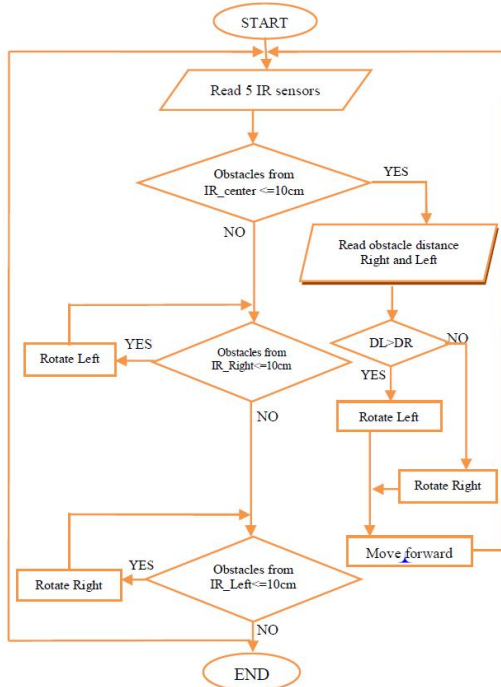 START
Read 5 IR sensors
Obstacles from
IR_center <=10cm
YES
NO
Read obstacle distance
Right and Left
DL>DR
NO
YES
Rotate Left
Rotate Right
Move forward
Obstacles from
IR_Right<=10cm
YES
Rotate Left
NO
Obstacles from
IR_Left<=10cm
YES
Rotate Right
NO
END